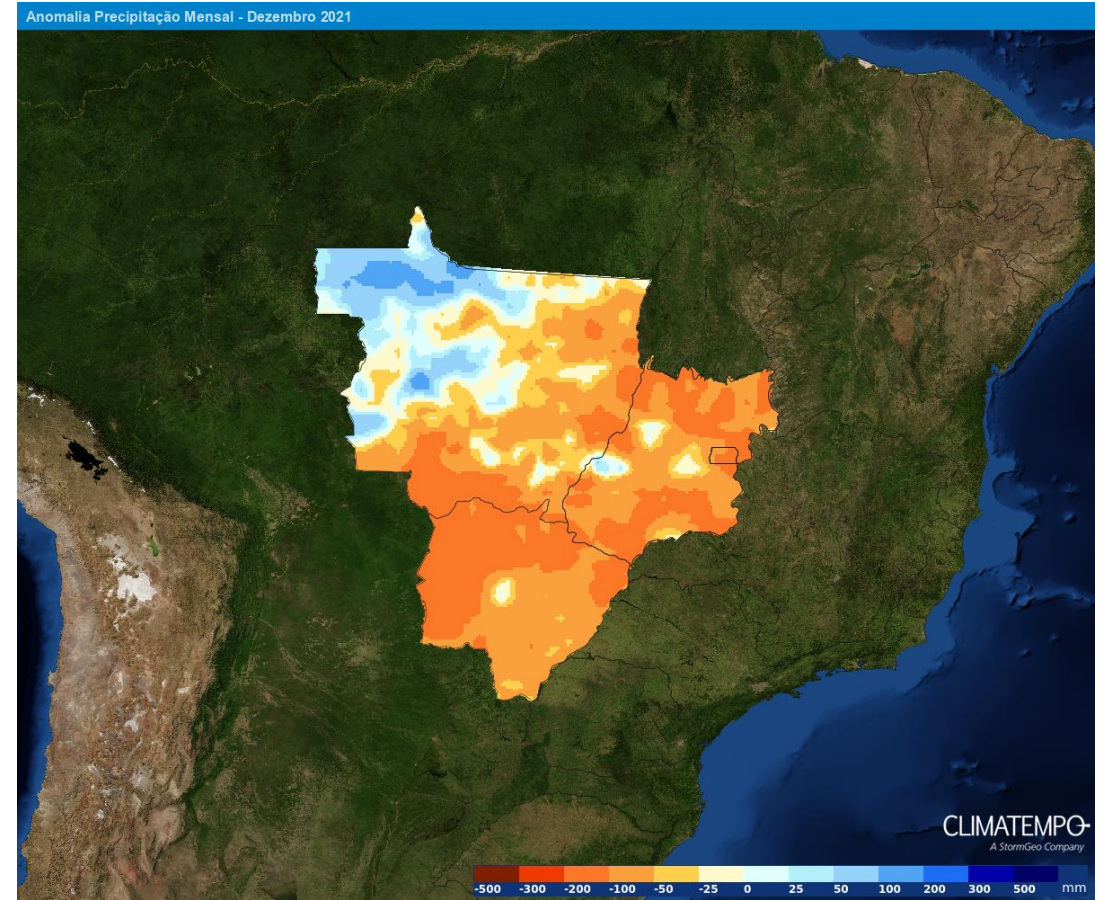 Anomalia Precipitação Mensal - Dezembro 2021
CLIMATEMPO
A StormGeo Company
-500 -300 -200 -100 -50 -25 0 25 50 100 200 300 500 mm